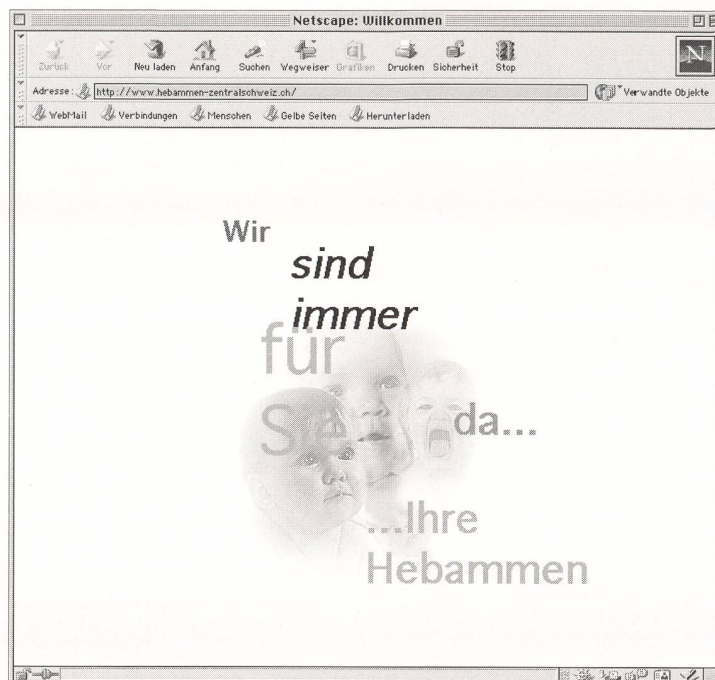 Netscape: Willkommen
Zurück Vor Neu laden Anfang Suchen Wegweiser Grafiken Drucken Sicherheit Stop
N
Adresse: http://www.hebammen-zentralschweiz.ch/ Verwandte Objekte
WebMail Verbindungen Menschen Gelbe Seiten Herunterladen
Wir
sind
immer
für
Sie da...
...Ihre
Hebammen